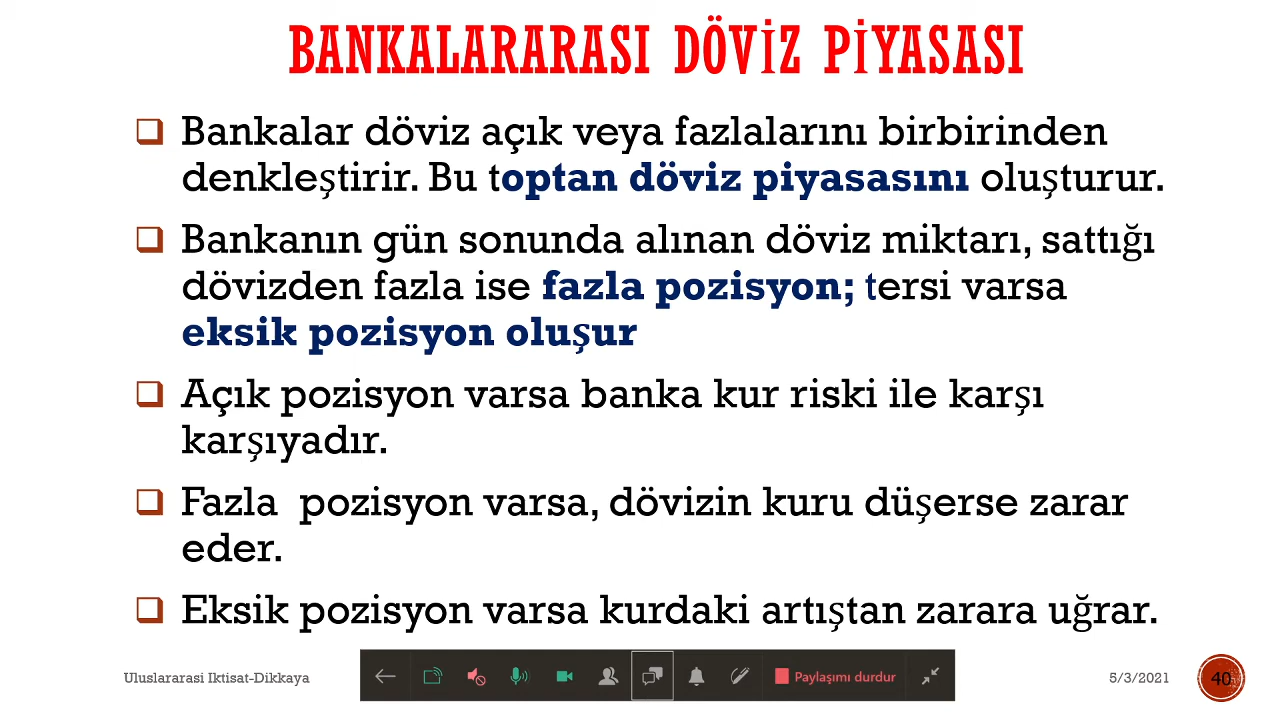 BANKALARARASI DÖVİZ PİYASASI
Bankalar döviz açık veya fazlalarını birbirinden
denkleştirir. Bu toptan döviz piyasasını oluşturur.
Bankanın gün sonunda alınan döviz miktarı, sattığı
dövizden fazla ise fazla pozisyon; tersi varsa
eksik pozisyon oluşur
Açık pozisyon varsa banka kur riski ile karşı
karşıyadır.
Fazla pozisyon varsa, dövizin kuru düşerse zarar
eder.
Eksik pozisyon varsa kurdaki artıştan zarara uğrar.
Uluslararasi Iktisat-Dikkaya
Paylaşımı durdur
5/3/2021
40